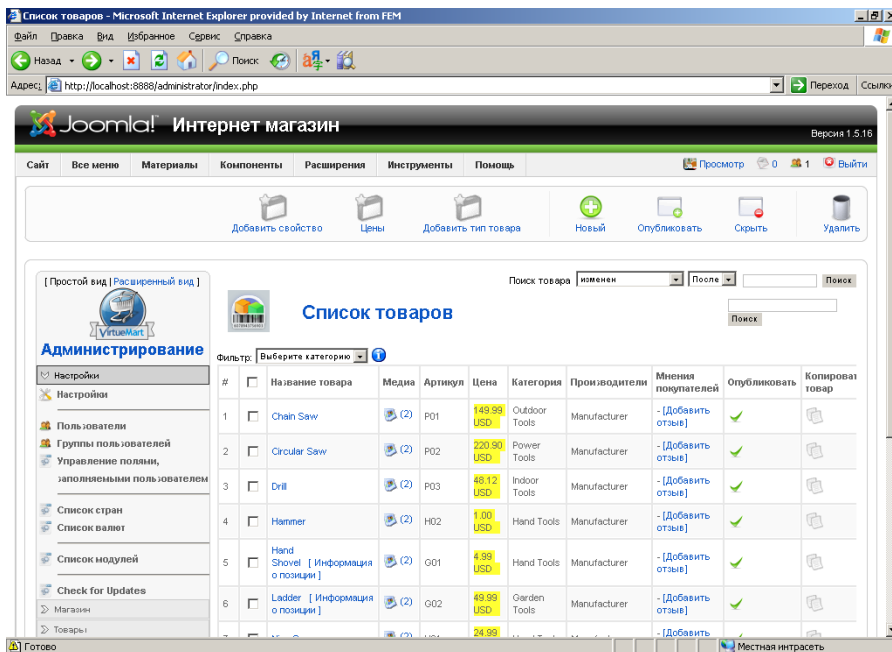 Список товаров - Microsoft Internet Explorer provided by Internet from FEM
Файл Правка Вид Избранное Сервис Справка
Назад Поиск
Адрес: http://localhost:8888/administrator/index.php Переход Ссылки
Joomla! Интернет магазин
Версия 1.5.16
Сайт Все меню Материалы Компоненты Расширения Инструменты Помощь Просмотр 0 1 Выйти
Добавить свойство Цены Добавить тип товара Новый Опубликовать Скрыть Удалить
[ Простой вид | Расширенный вид ]
Поиск товара изменен После Поиск
Поиск
VirtueMart
Администрирование
Список товаров
Фильтр: Выберите категорию
Настройки
Настройки
Пользователи
Группы пользователей
Управление полями,
заполняемыми пользователем
Список стран
Список валют
Список модулей
Check for Updates
Магазин
Товары
# Название товара Медиа Артикул Цена Категория Производители Мнения покупателей Опубликовать Копироват товар
1 Chain Saw (2) P01 149.99 USD Outdoor Tools Manufacturer - [Добавить отзыв]
2 Circular Saw (2) P02 220.90 USD Power Tools Manufacturer - [Добавить отзыв]
3 Drill (2) P03 48.12 USD Indoor Tools Manufacturer - [Добавить отзыв]
4 Hammer (2) H02 1.00 USD Hand Tools Manufacturer - [Добавить отзыв]
5 Hand Shovel [ Информация о позиции ] (2) G01 4.99 USD Hand Tools Manufacturer - [Добавить отзыв]
6 Ladder [ Информация о позиции ] (2) G02 49.99 USD Garden Tools Manufacturer - [Добавить отзыв]
24.99
- [Добавить
Готово Местная интрасеть